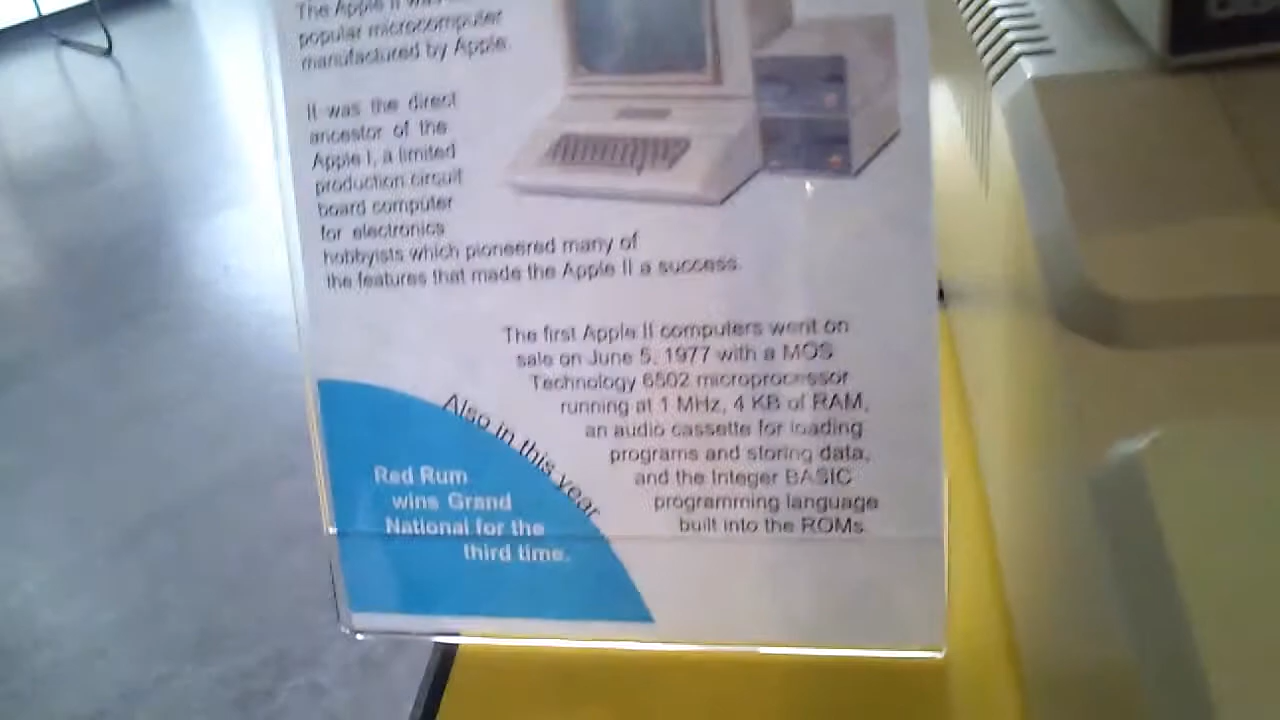 The Apple II was
popular microcomputer
manufactured by Apple.
It was the direct
ancestor of the
Apple I, a limited
production circuit
board computer
for electronics
hobbyists which pioneered many of
the features that made the Apple II a success.
The first Apple II computers went on
sale on June 5, 1977 with a MOS
Technology 6502 microprocessor
running at 1 MHz, 4 KB of RAM,
an audio cassette for loading
programs and storing data,
and the Integer BASIC
programming language
built into the ROMs.
Also in this year
Red Rum
wins Grand
National for the
third time.